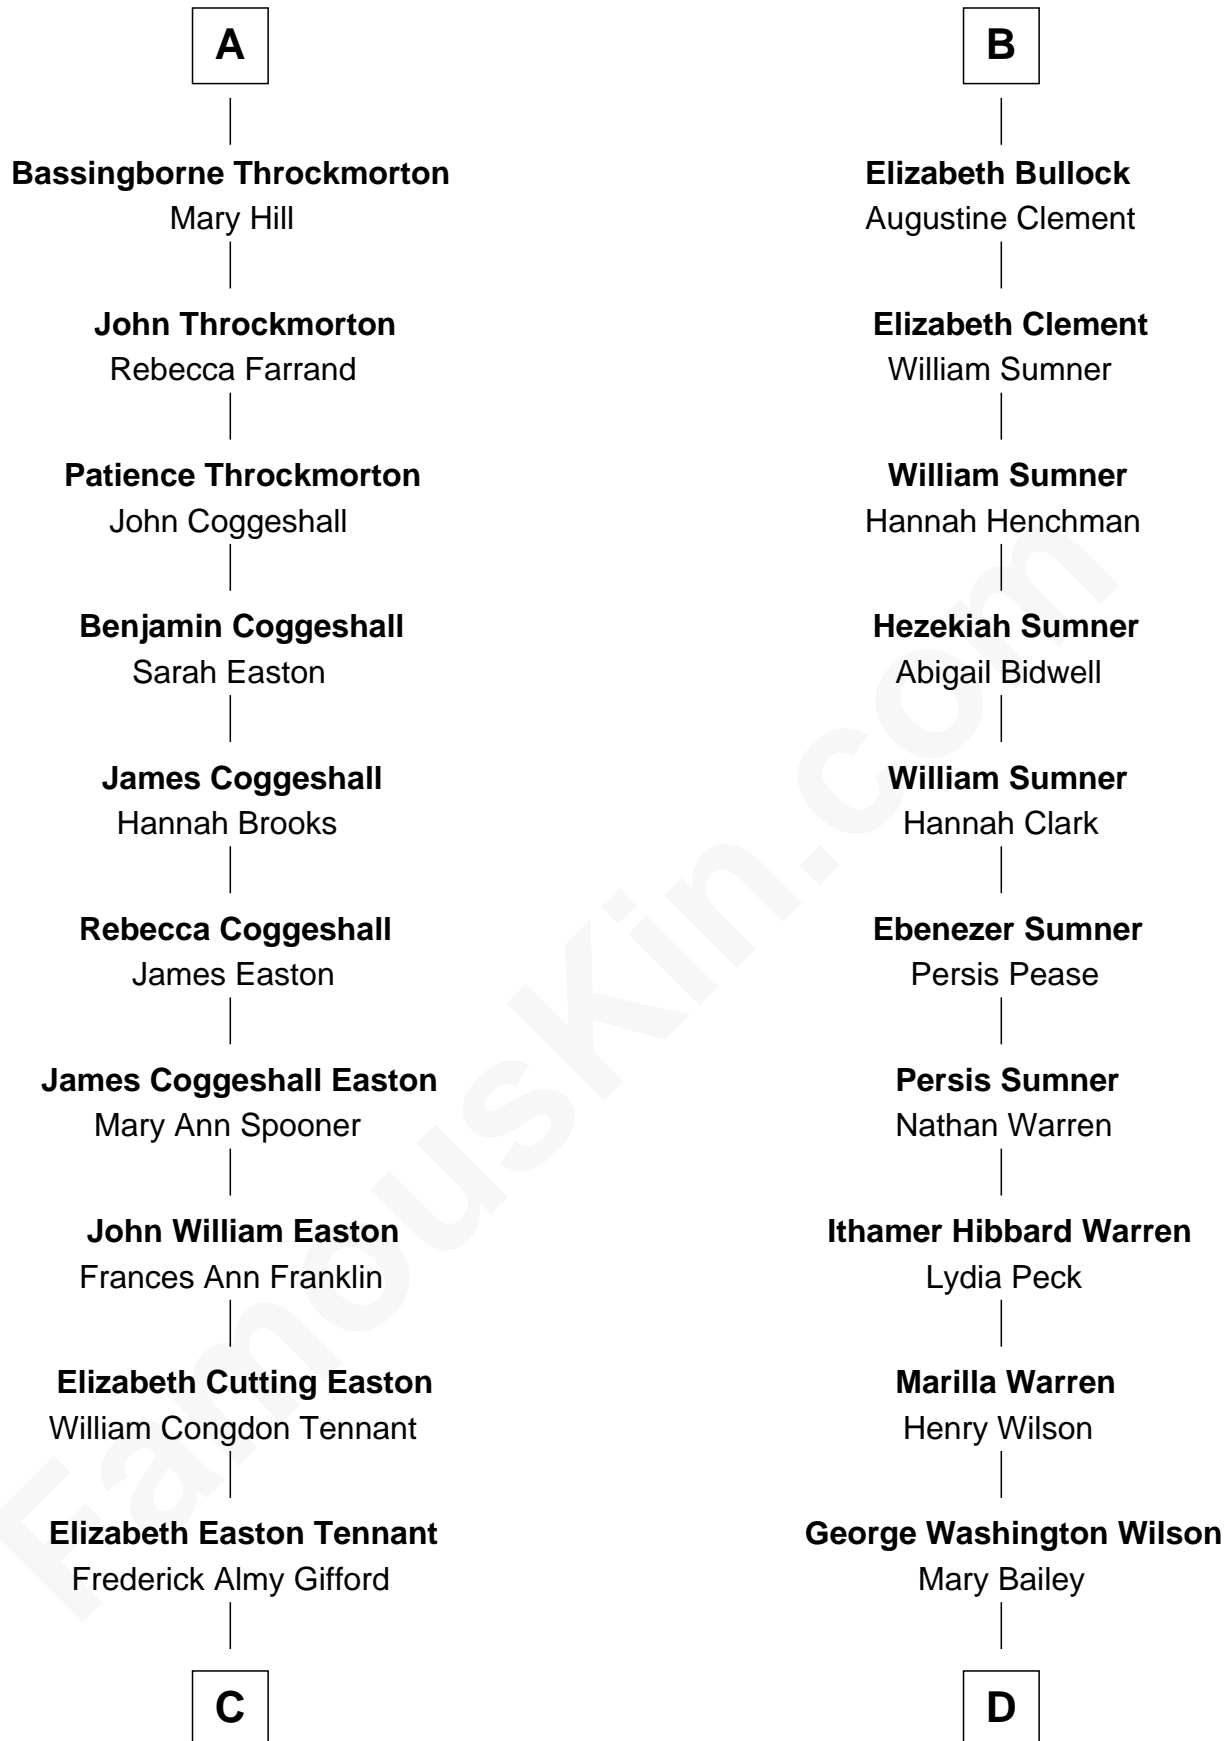 A
Bassingborne Throckmorton
Mary Hill
John Throckmorton
Rebecca Farrand
Patience Throckmorton
John Coggeshall
Benjamin Coggeshall
Sarah Easton
James Coggeshall
Hannah Brooks
Rebecca Coggeshall
James Easton
James Coggeshall Easton
Mary Ann Spooner
John William Easton
Frances Ann Franklin
Elizabeth Cutting Easton
William Congdon Tennant
Elizabeth Easton Tennant
Frederick Almy Gifford
C
B
Elizabeth Bullock
Augustine Clement
Elizabeth Clement
William Sumner
William Sumner
Hannah Henchman
Hezekiah Sumner
Abigail Bidwell
William Sumner
Hannah Clark
Ebenezer Sumner
Persis Pease
Persis Sumner
Nathan Warren
Ithamer Hibbard Warren
Lydia Peck
Marilla Warren
Henry Wilson
George Washington Wilson
Mary Bailey
D
FamousKin.com